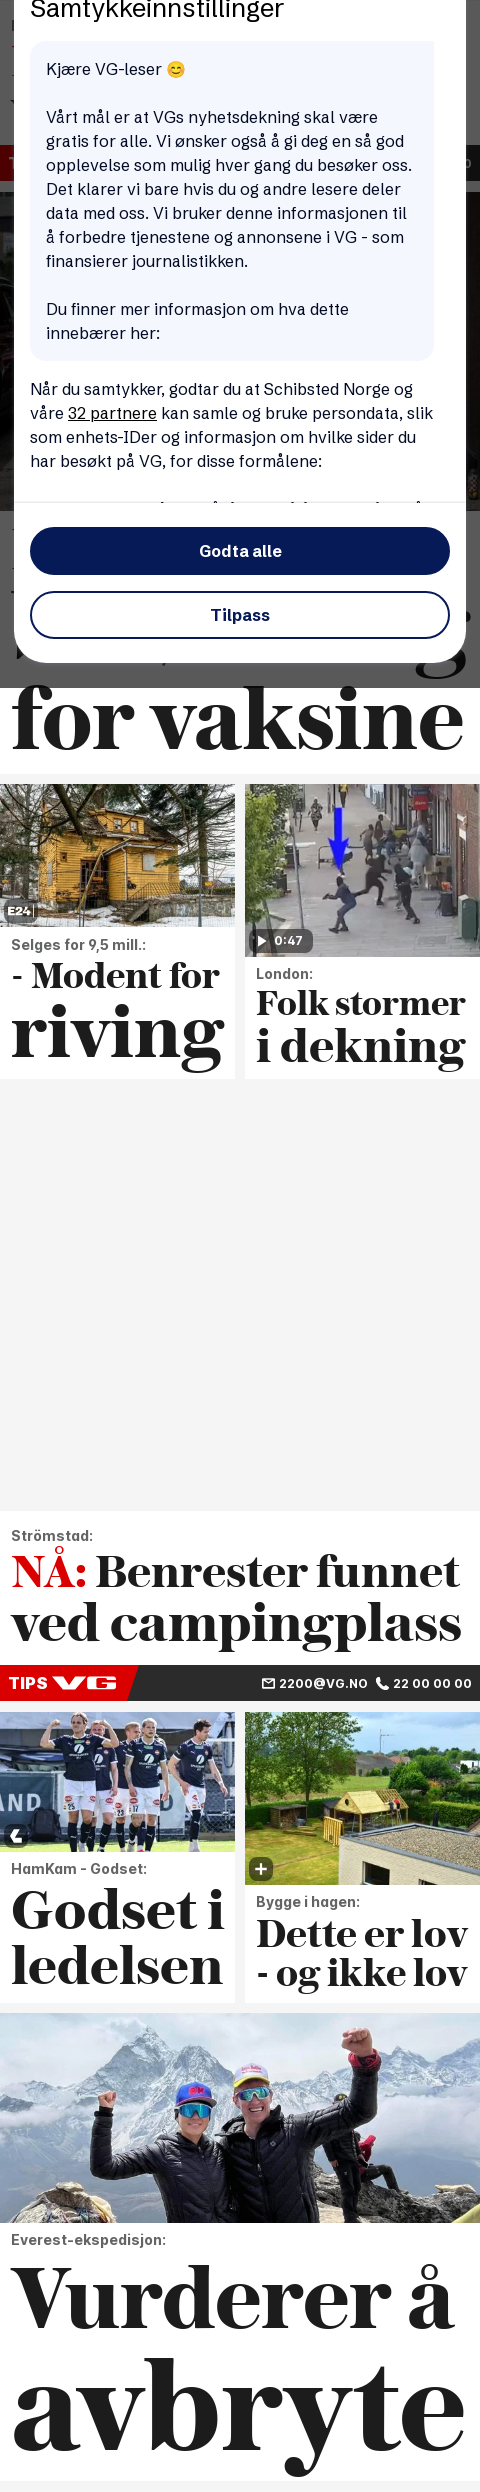 Samtykkeinnstillinger
Kjære VG-leser 😊
Vårt mål er at VGs nyhetsdekning skal være
gratis for alle. Vi ønsker også å gi deg en så god
opplevelse som mulig hver gang du besøker oss.
Det klarer vi bare hvis du og andre lesere deler
data med oss. Vi bruker denne informasjonen til
å forbedre tjenestene og annonsene i VG - som
finansierer journalistikken.
Du finner mer informasjon om hva dette
innebærer her:
Når du samtykker, godtar du at Schibsted Norge og
våre 32 partnere kan samle og bruke persondata, slik
som enhets-IDer og informasjon om hvilke sider du
har besøkt på VG, for disse formålene:
Godta alle
Tilpass
for vaksine
E24
Selges for 9,5 mill.:
- Modent for
riving
0:47
London:
Folk stormer
i dekning
Strömstad:
NÅ: Benrester funnet
ved campingplass
TIPS VG 2200@VG.NO 22 00 00 00
HamKam - Godset:
Godset i
ledelsen
Bygge i hagen:
Dette er lov
- og ikke lov
Everest-ekspedisjon:
Vurderer å
avbryte